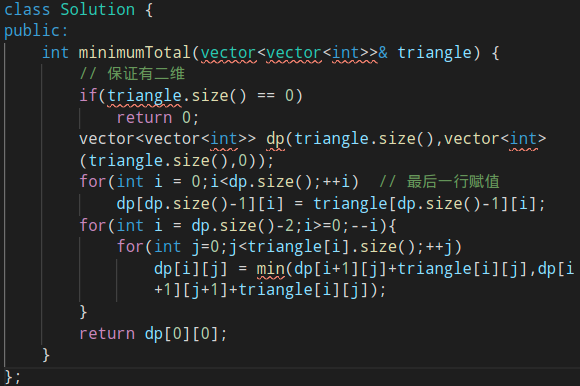 class Solution {
public:
    int minimumTotal(vector<vector<int>>& triangle) {
        // 保证有二维
        if(triangle.size() == 0)
            return 0;
        vector<vector<int>> dp(triangle.size(),vector<int>
        (triangle.size(),0));
        for(int i = 0;i<dp.size();++i)  // 最后一行赋值
            dp[dp.size()-1][i] = triangle[dp.size()-1][i];
        for(int i = dp.size()-2;i>=0;--i){
            for(int j=0;j<triangle[i].size();++j)
                dp[i][j] = min(dp[i+1][j]+triangle[i][j],dp[i
                +1][j+1]+triangle[i][j]);
        }
        return dp[0][0];
    }
};